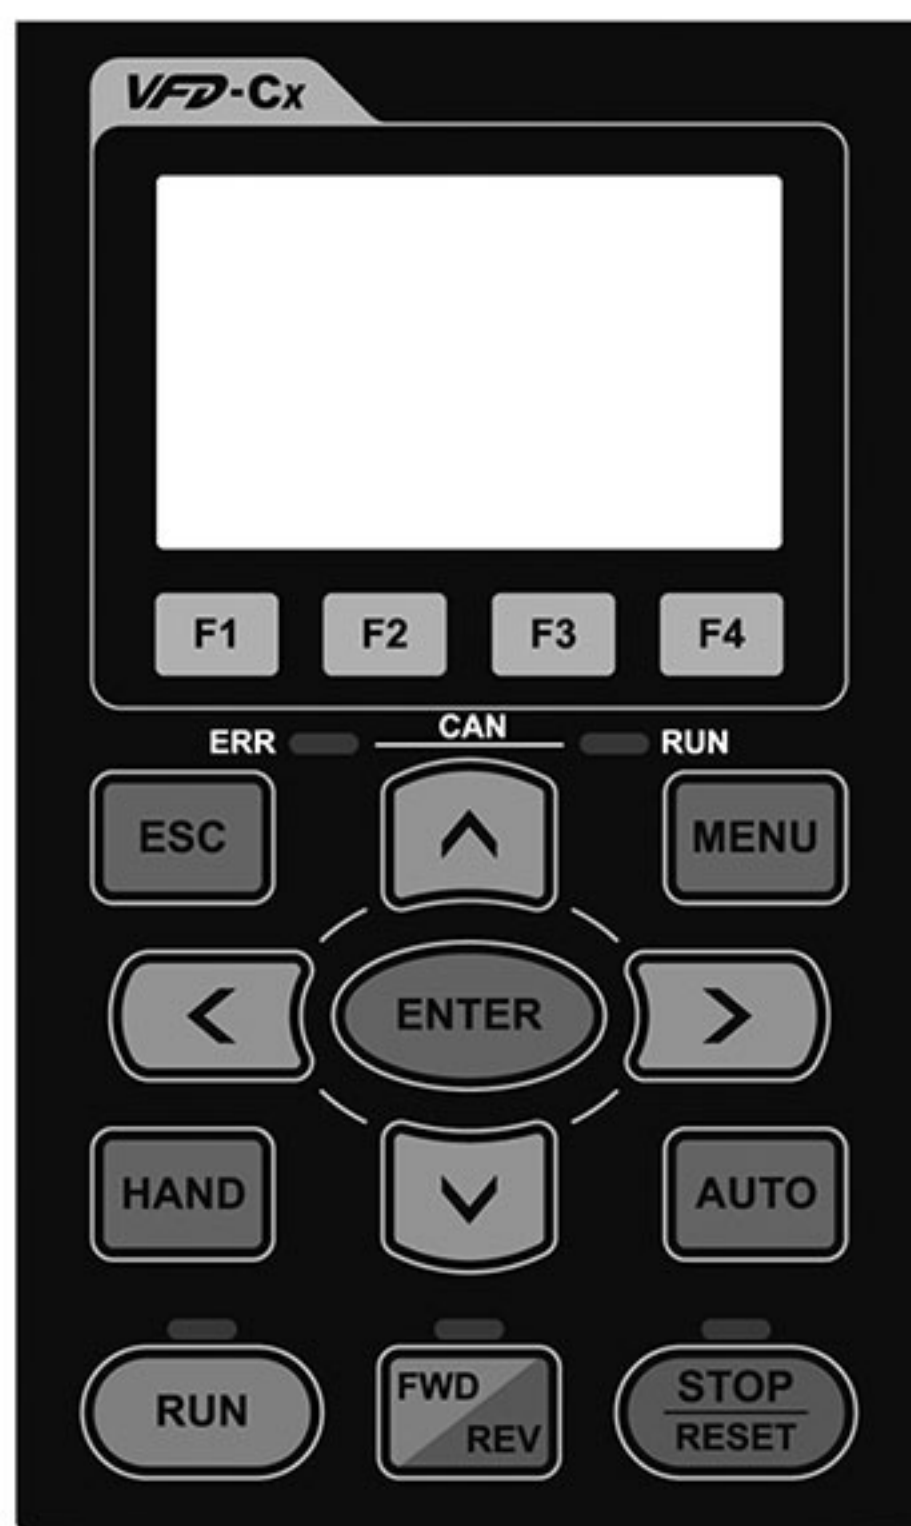 VFD-Cx
F1 F2 F3 F4
ERR CAN RUN
ESC MENU
ENTER
HAND AUTO
RUN FWD REV STOP RESET